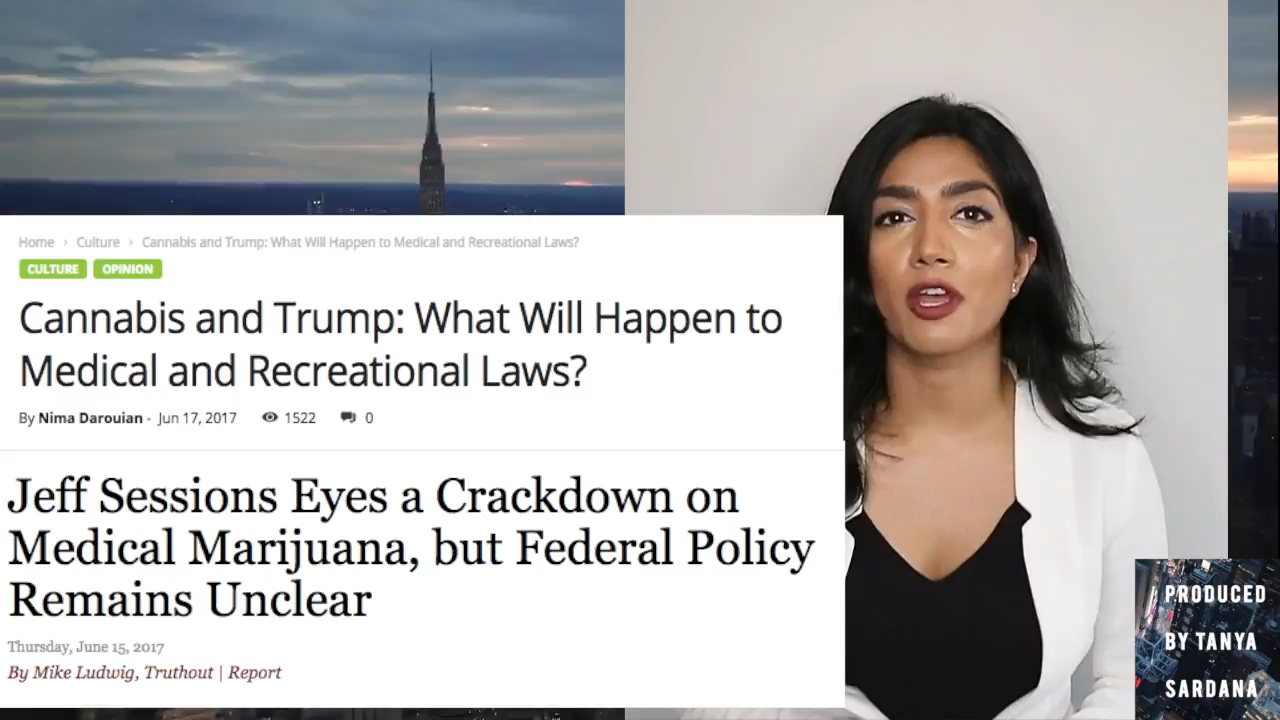 Home › Culture › Cannabis and Trump: What Will Happen to Medical and Recreational Laws?
CULTURE OPINION
Cannabis and Trump: What Will Happen to
Medical and Recreational Laws?
By Nima Darouian - Jun 17, 2017 1522 0
Jeff Sessions Eyes a Crackdown on
Medical Marijuana, but Federal Policy
Remains Unclear
Thursday, June 15, 2017
By Mike Ludwig, Truthout | Report
PRODUCED
BY TANYA
SARDANA